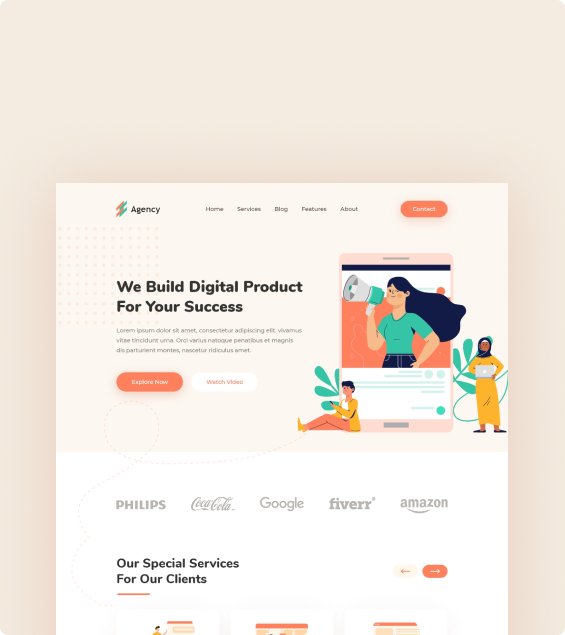 Agency
Home Services Blog Features About
Contact
We Build Digital Product
For Your Success
Lorem ipsum dolor sit amet, consectetur adipiscing elit. vivamus
vitae tincidunt urna. Orci varius natoque penatibus et magnis
dis parturient montes, nascetur ridiculus amet.
Explore Now Watch Video
PHILIPS Coca-Cola Google fiverr amazon
Our Special Services
For Our Clients